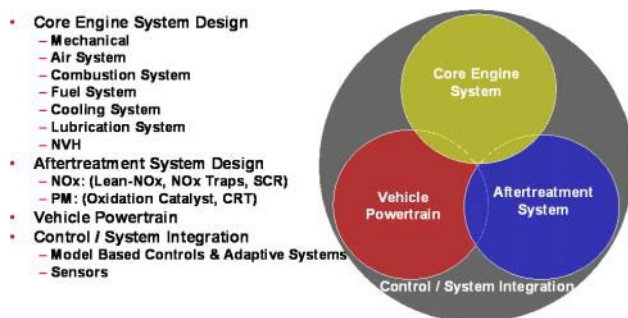 • Core Engine System Design
– Mechanical
– Air System
– Combustion System
– Fuel System
– Cooling System
– Lubrication System
– NVH
• Aftertreatment System Design
– NOx: (Lean-NOx, NOx Traps, SCR)
– PM: (Oxidation Catalyst, CRT)
• Vehicle Powertrain
• Control / System Integration
– Model Based Controls & Adaptive Systems
– Sensors
Core Engine
System
Vehicle
Powertrain
Aftertreatment
System
Control / System Integration